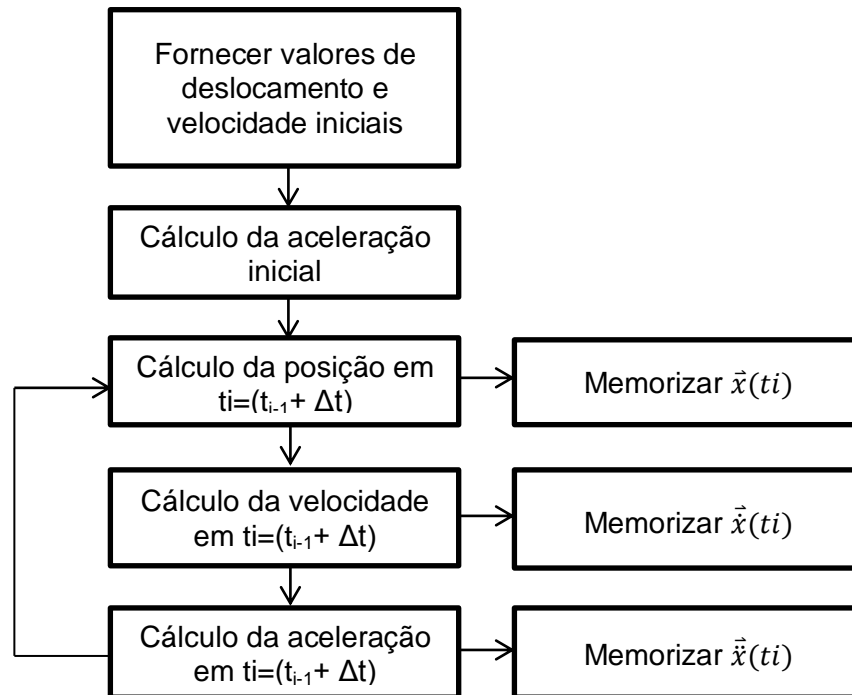 Fornecer valores de
deslocamento e
velocidade iniciais
Cálculo da aceleração
inicial
Cálculo da posição em
ti=(tᵢ₋₁+ Δt)
Memorizar x⃗(ti)
Cálculo da velocidade
em ti=(tᵢ₋₁+ Δt)
Memorizar ẋ⃗(ti)
Cálculo da aceleração
em ti=(tᵢ₋₁+ Δt)
Memorizar ẍ⃗(ti)